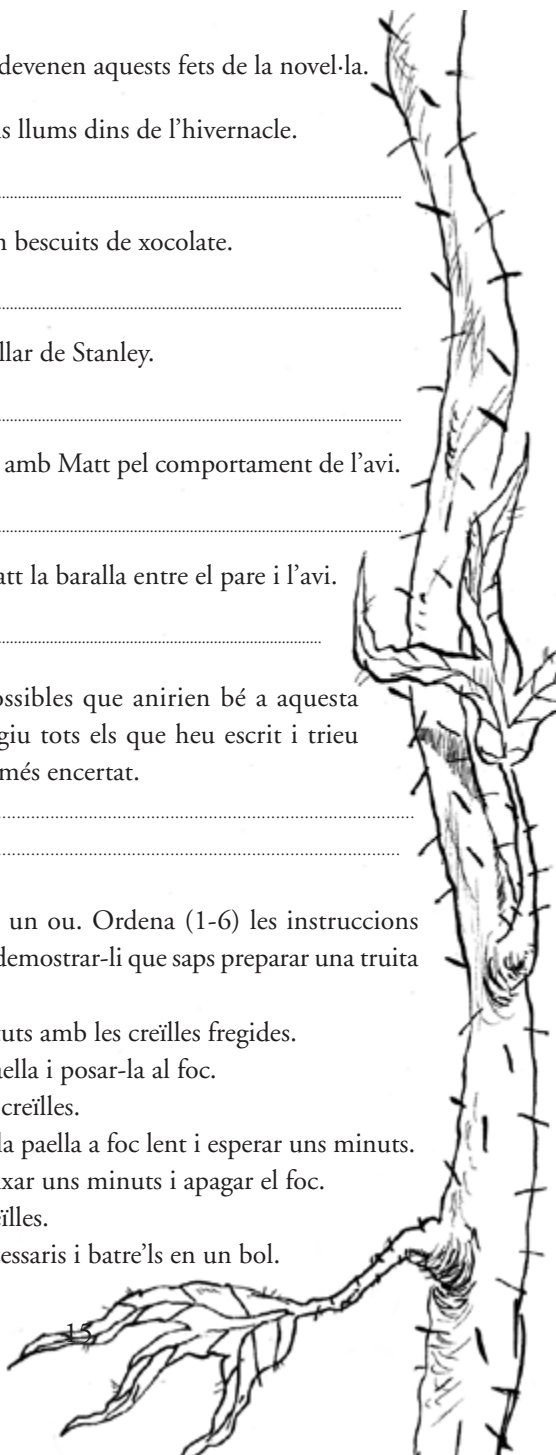 devenen aquests fets de la novel·la.
s llums dins de l’hivernacle.
n bescuits de xocolate.
llar de Stanley.
amb Matt pel comportament de l’avi.
att la baralla entre el pare i l’avi.
ossibles que anirien bé a aquesta
giu tots els que heu escrit i trieu
més encertat.
un ou. Ordena (1-6) les instruccions
demostrar-li que saps preparar una truita
tuts amb les creïlles fregides.
aella i posar-la al foc.
creïlles.
la paella a foc lent i esperar uns minuts.
ixar uns minuts i apagar el foc.
ïlles.
essaris i batre’ls en un bol.
15